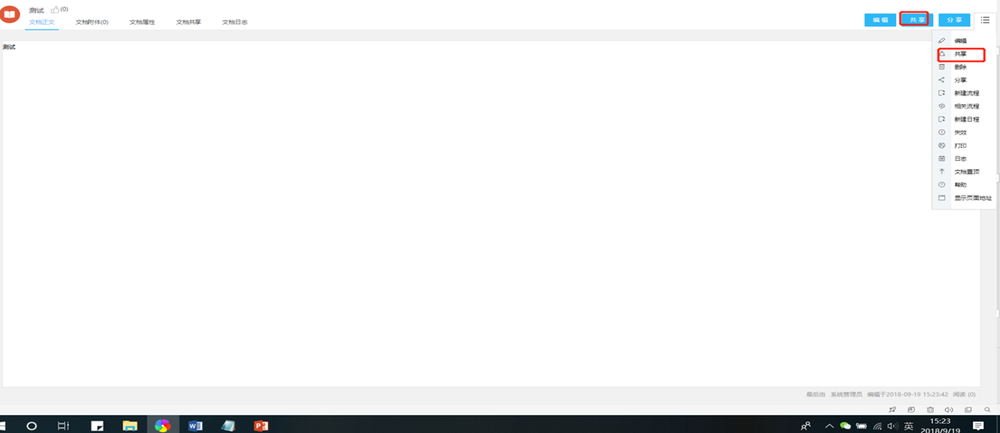 测试 (0)
文档正文 文档附件(0) 文档属性 文档共享 文档日志
编辑 共享 分享
测试
编辑
共享
删除
分享
新建流程
相关流程
新建日程
失效
打印
日志
文档置顶
帮助
显示页面地址
最后由 系统管理员 编辑于2018-09-19 15:23:42 阅读 (0)
英
15:23
2018/9/19